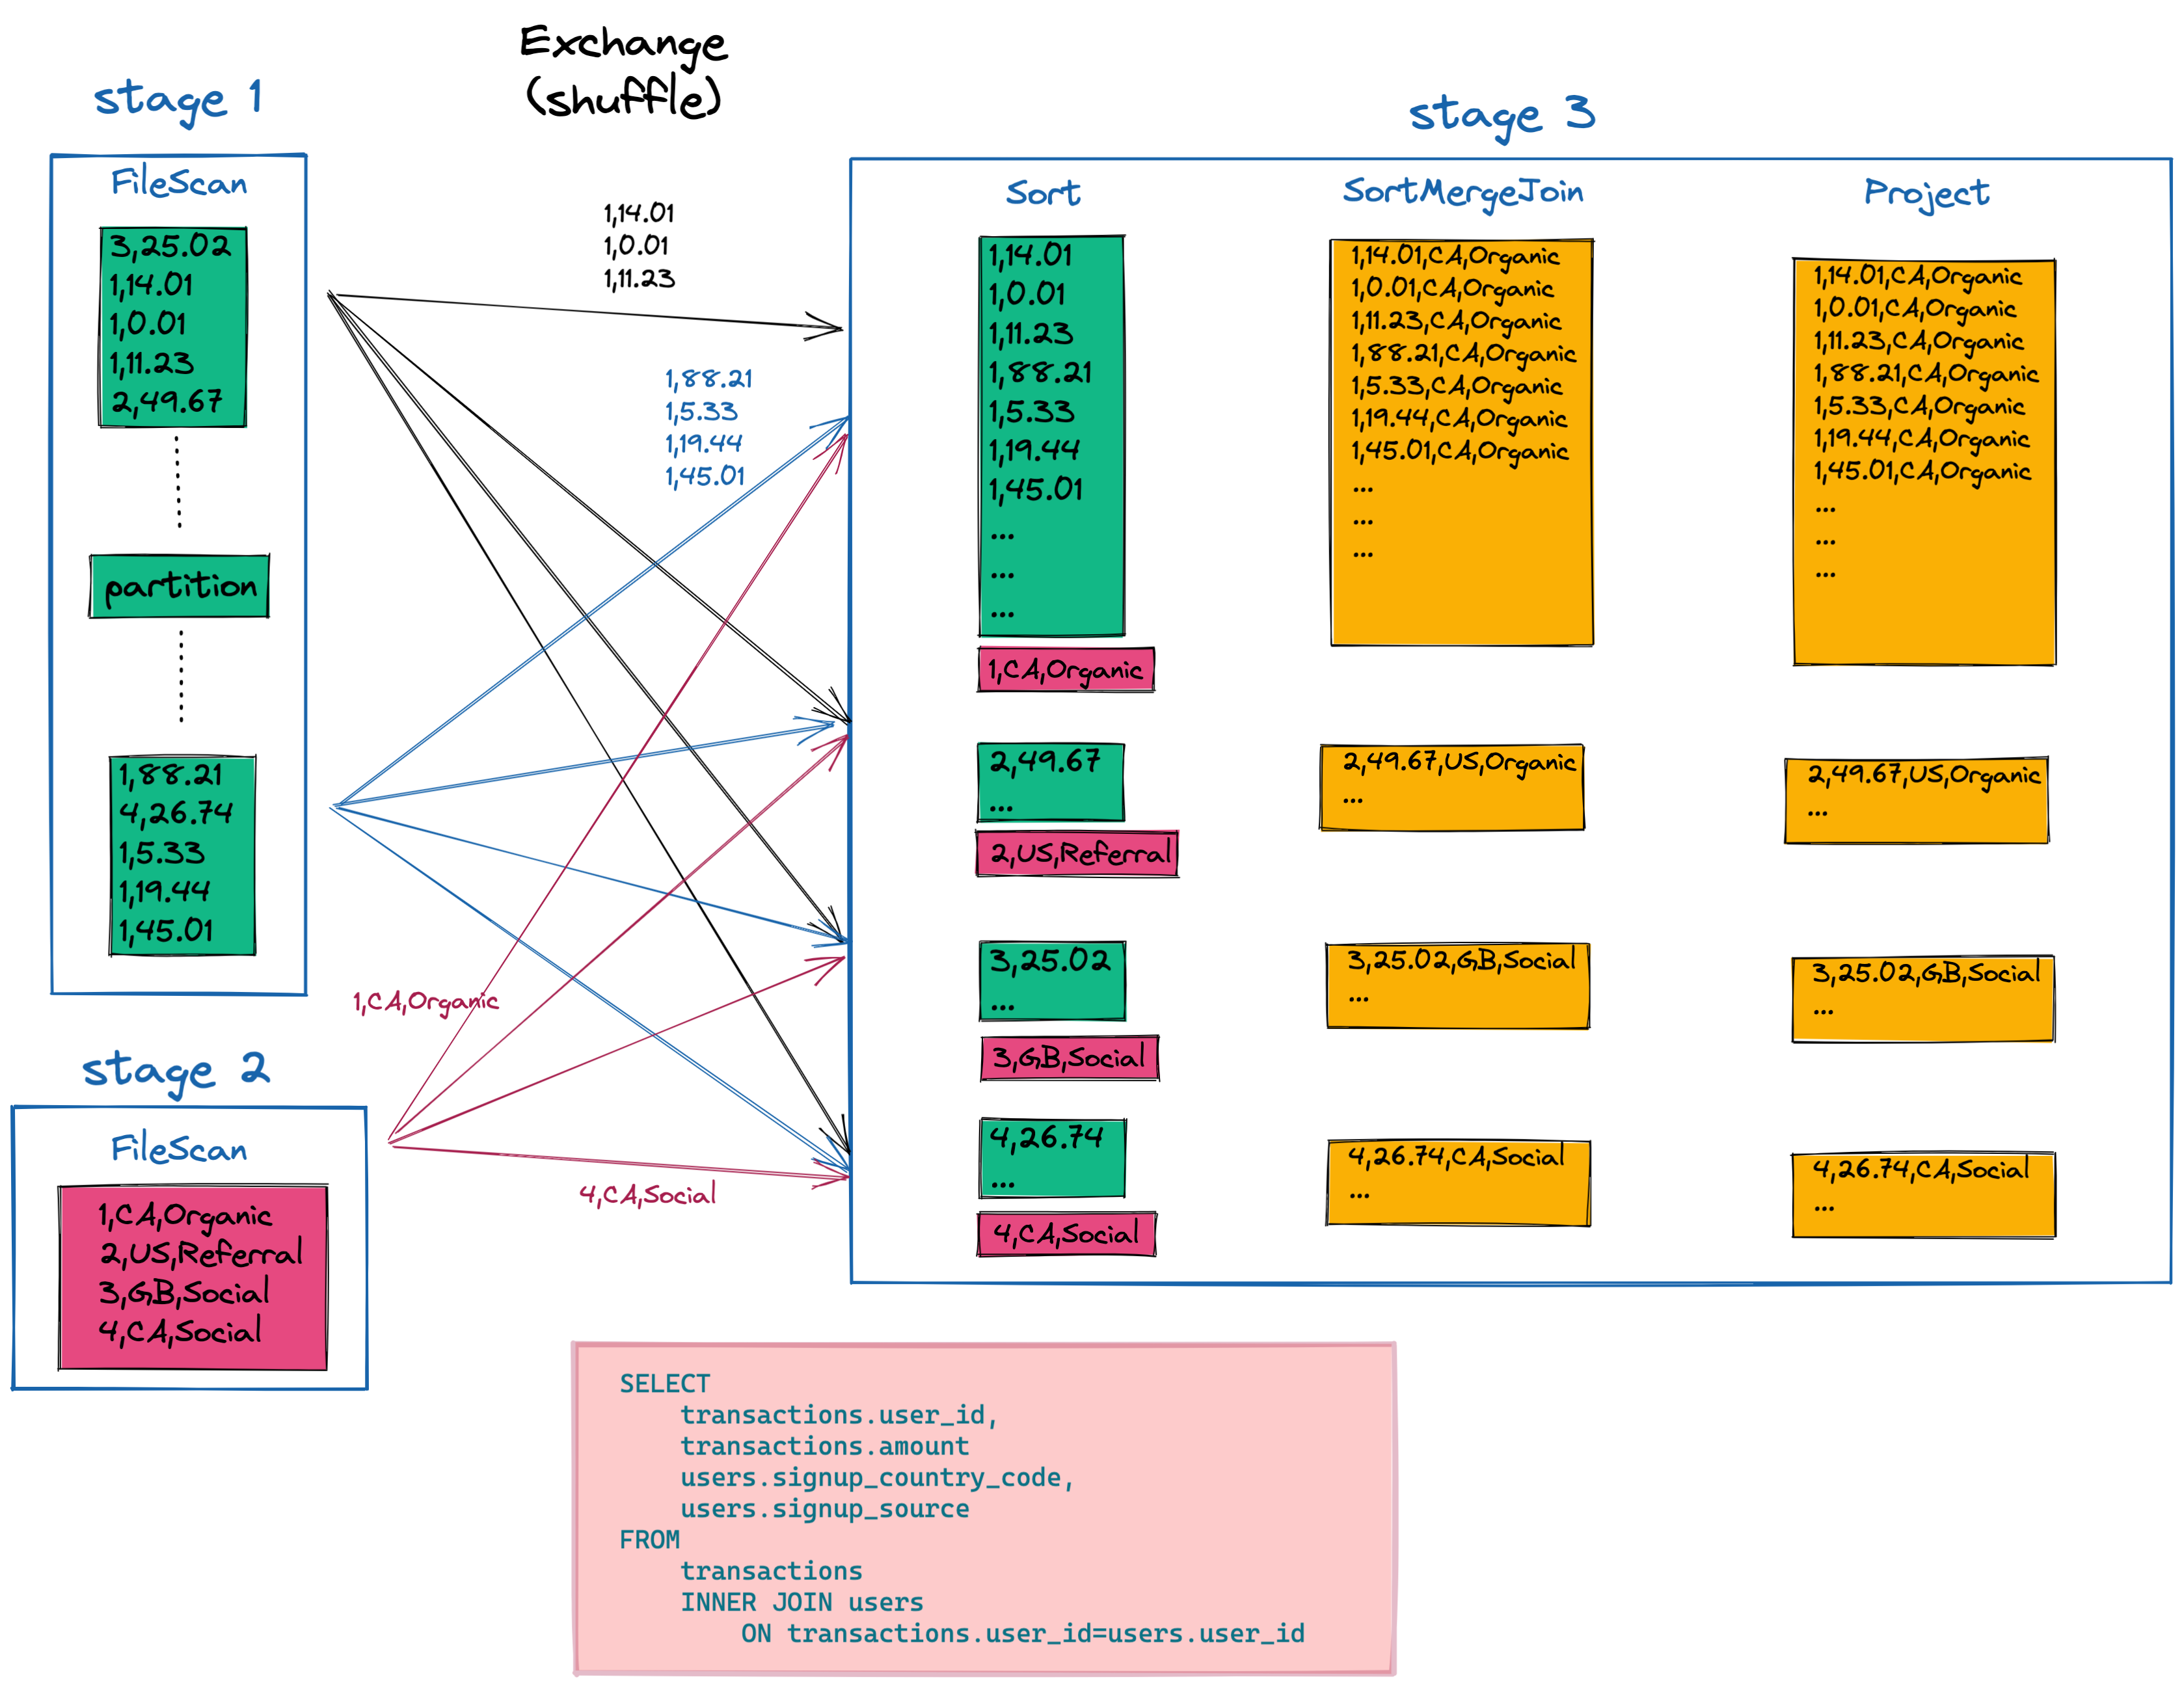 Exchange
(shuffle)
stage 1
FileScan
3,25.02
1,14.01
1,0.01
1,11.23
2,49.67
partition
1,88.21
4,26.74
1,5.33
1,19.44
1,45.01
stage 2
FileScan
1,CA,Organic
2,US,Referral
3,GB,Social
4,CA,Social
1,14.01
1,0.01
1,11.23
1,88.21
1,5.33
1,19.44
1,45.01
1,CA,Organic
4,CA,Social
stage 3
Sort
1,14.01
1,0.01
1,11.23
1,88.21
1,5.33
1,19.44
1,45.01
...
...
...
1,CA,Organic
2,49.67
...
2,US,Referral
3,25.02
...
3,GB,Social
4,26.74
...
4,CA,Social
SortMergeJoin
1,14.01,CA,Organic
1,0.01,CA,Organic
1,11.23,CA,Organic
1,88.21,CA,Organic
1,5.33,CA,Organic
1,19.44,CA,Organic
1,45.01,CA,Organic
...
...
...
2,49.67,US,Organic
...
3,25.02,GB,Social
...
4,26.74,CA,Social
...
Project
1,14.01,CA,Organic
1,0.01,CA,Organic
1,11.23,CA,Organic
1,88.21,CA,Organic
1,5.33,CA,Organic
1,19.44,CA,Organic
1,45.01,CA,Organic
...
...
...
2,49.67,US,Organic
...
3,25.02,GB,Social
...
4,26.74,CA,Social
...
SELECT
transactions.user_id,
transactions.amount
users.signup_country_code,
users.signup_source
FROM
transactions
INNER JOIN users
ON transactions.user_id=users.user_id